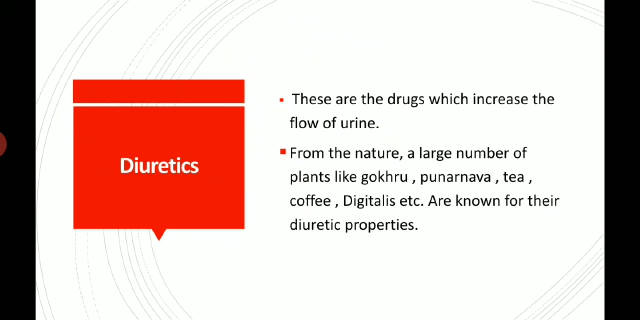 Diuretics
These are the drugs which increase the
flow of urine.
From the nature, a large number of
plants like gokhru , punarnava , tea ,
coffee , Digitalis etc. Are known for their
diuretic properties.